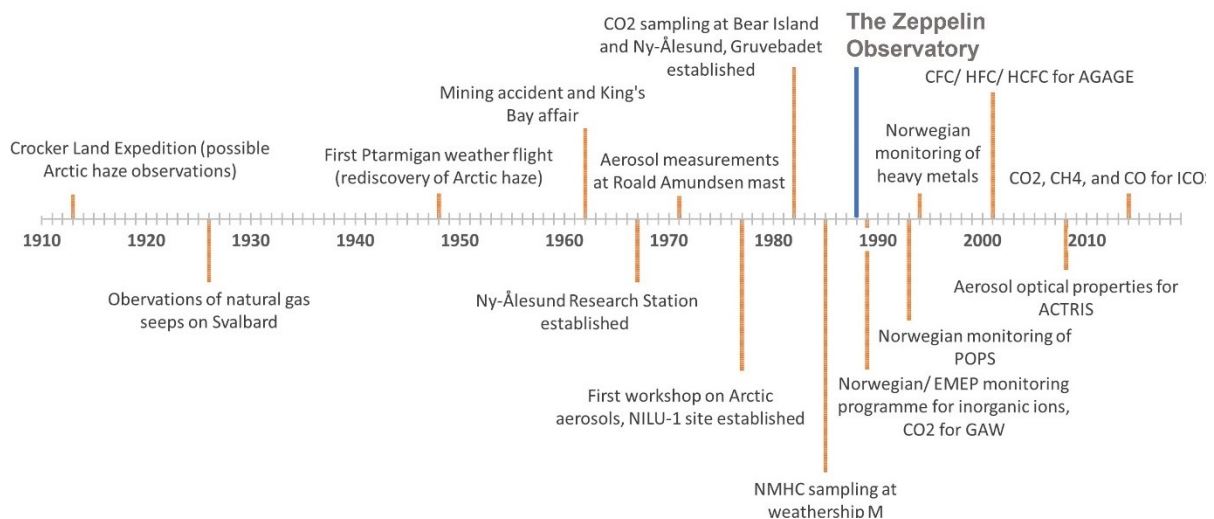 CO2 sampling at Bear Island
and Ny-Ålesund, Gruvebadet
established
The Zeppelin
Observatory
CFC/ HFC/ HCFC for AGAGE
Mining accident and King's
Bay affair
Crocker Land Expedition (possible
Arctic haze observations)
First Ptarmigan weather flight
(rediscovery of Arctic haze)
Aerosol measurements
at Roald Amundsen mast
Norwegian
monitoring of
heavy metals
CO2, CH4, and CO for ICOS
1910 1920 1930 1940 1950 1960 1970 1980 1990 2000 2010
Obervations of natural gas
seeps on Svalbard
Ny-Ålesund Research Station
established
Aerosol optical properties for
ACTRIS
Norwegian monitoring of
POPS
First workshop on Arctic
aerosols, NILU-1 site established
Norwegian/ EMEP monitoring
programme for inorganic ions,
CO2 for GAW
NMHC sampling at
weathership M